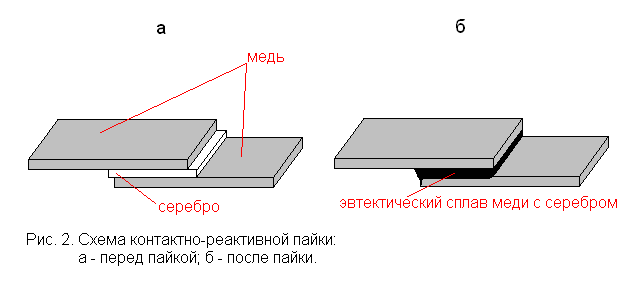 а
б
медь
серебро
эвтектический сплав меди с серебром
Рис. 2. Схема контактно-реактивной пайки:
а - перед пайкой; б - после пайки.